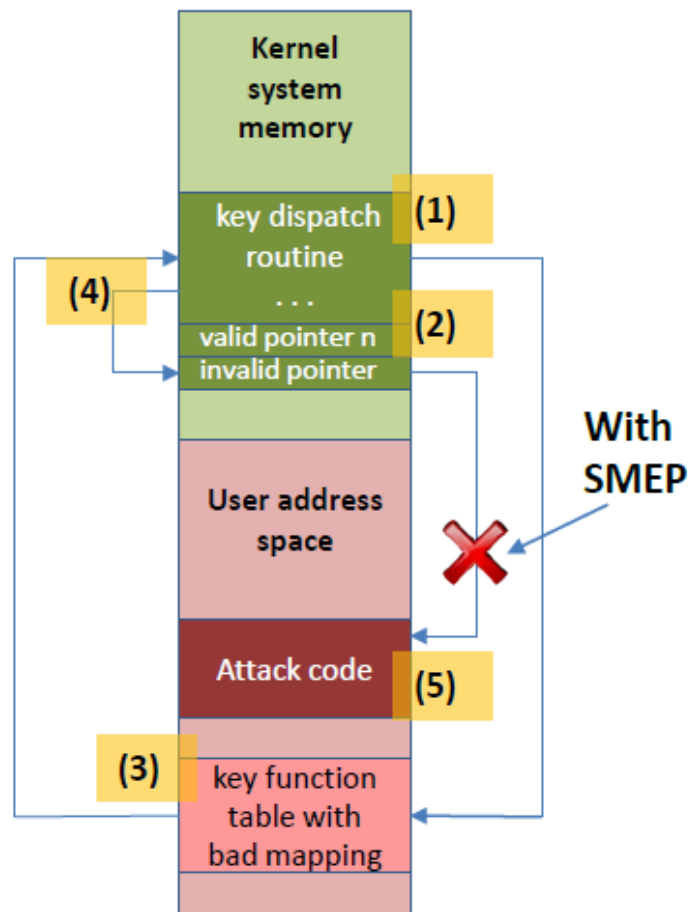 Kernel
system
memory
(1)
key dispatch
routine
. . .
(4)
(2)
valid pointer n
invalid pointer
With
SMEP
User address
space
Attack code
(5)
(3)
key function
table with
bad mapping